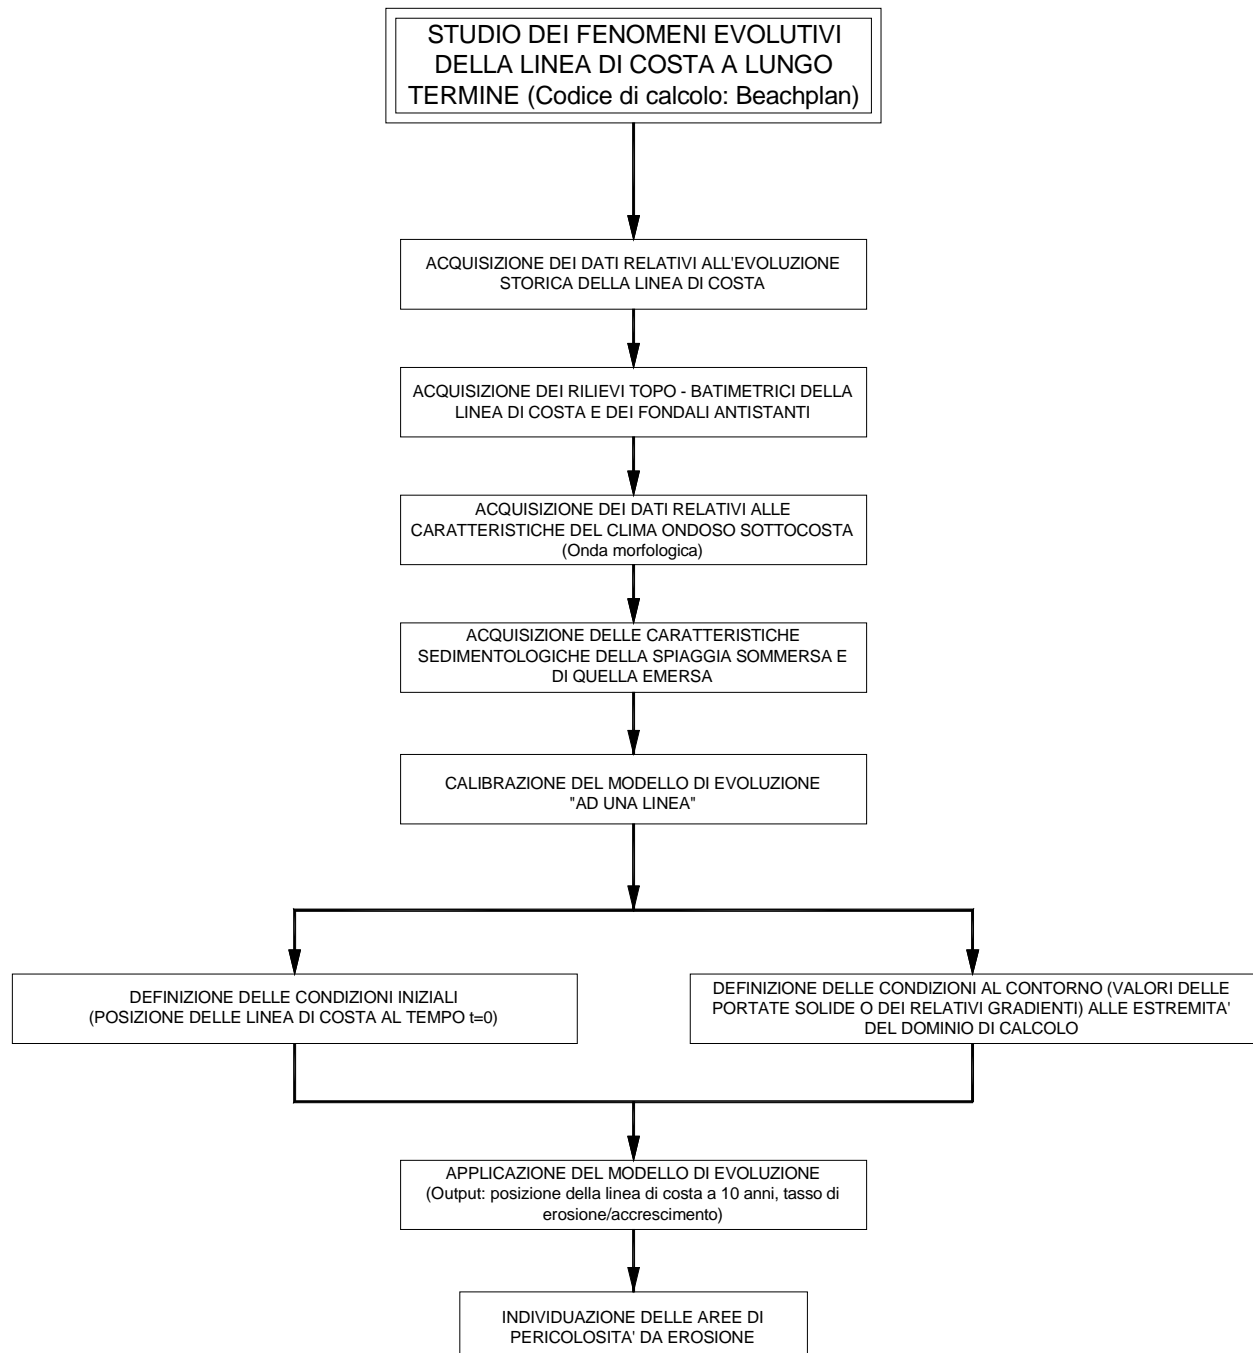 STUDIO DEI FENOMENI EVOLUTIVI
DELLA LINEA DI COSTA A LUNGO
TERMINE (Codice di calcolo: Beachplan)
ACQUISIZIONE DEI DATI RELATIVI ALL'EVOLUZIONE
STORICA DELLA LINEA DI COSTA
ACQUISIZIONE DEI RILIEVI TOPO - BATIMETRICI DELLA
LINEA DI COSTA E DEI FONDALI ANTISTANTI
ACQUISIZIONE DEI DATI RELATIVI ALLE
CARATTERISTICHE DEL CLIMA ONDOSO SOTTOCOSTA
(Onda morfologica)
ACQUISIZIONE DELLE CARATTERISTICHE
SEDIMENTOLOGICHE DELLA SPIAGGIA SOMMERSA E
DI QUELLA EMERSA
CALIBRAZIONE DEL MODELLO DI EVOLUZIONE
"AD UNA LINEA"
DEFINIZIONE DELLE CONDIZIONI INIZIALI
(POSIZIONE DELLE LINEA DI COSTA AL TEMPO t=0)
DEFINIZIONE DELLE CONDIZIONI AL CONTORNO (VALORI DELLE
PORTATE SOLIDE O DEI RELATIVI GRADIENTI) ALLE ESTREMITA'
DEL DOMINIO DI CALCOLO
APPLICAZIONE DEL MODELLO DI EVOLUZIONE
(Output: posizione della linea di costa a 10 anni, tasso di
erosione/accrescimento)
INDIVIDUAZIONE DELLE AREE DI
PERICOLOSITA' DA EROSIONE